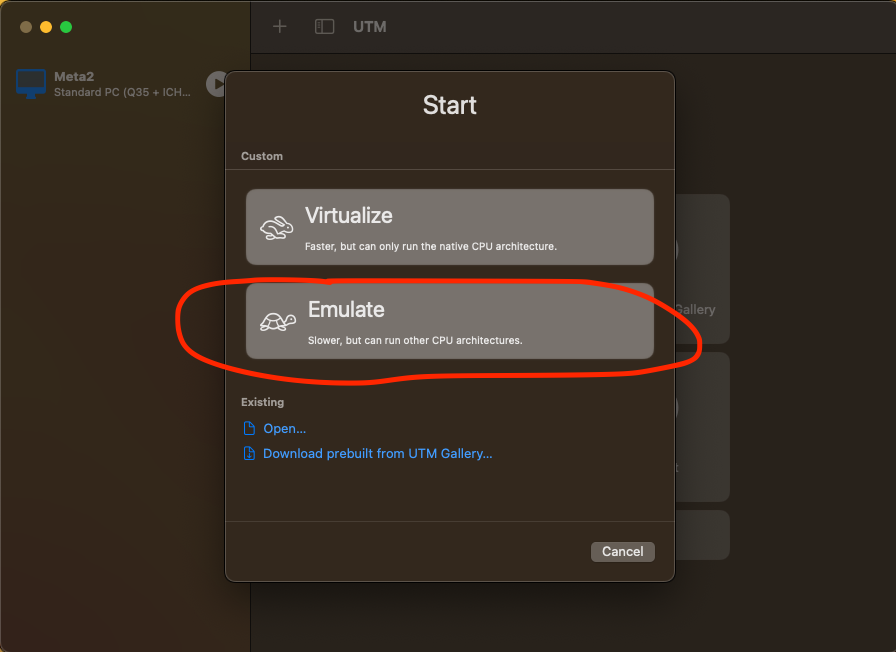 UTM
Meta2
Standard PC (Q35 + ICH...
Start
Custom
Virtualize
Faster, but can only run the native CPU architecture.
Emulate
Slower, but can run other CPU architectures.
Gallery
Existing
Open...
Download prebuilt from UTM Gallery...
Cancel